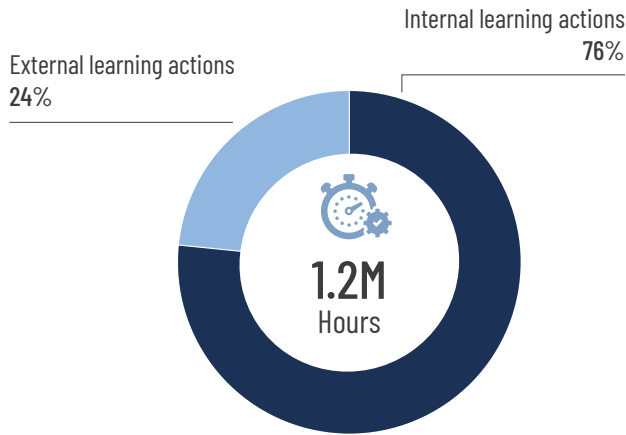 Internal learning actions
76%
External learning actions
24%
1.2M
Hours